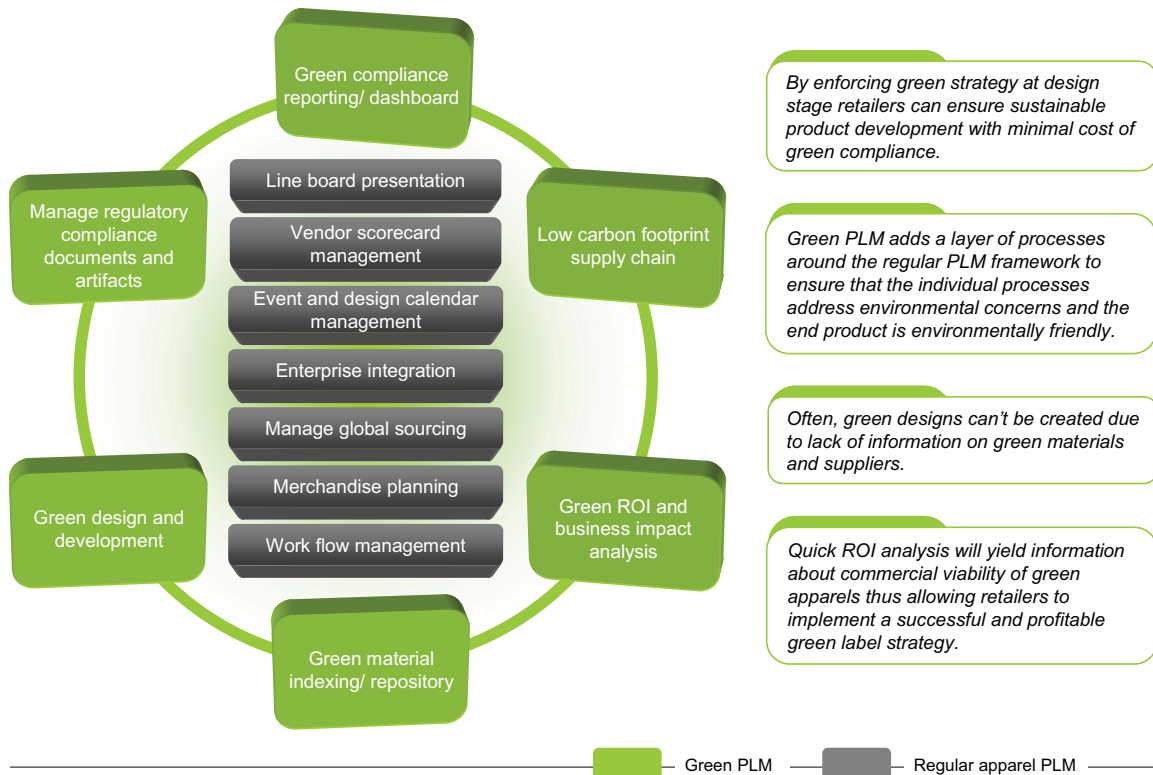 Green compliance
reporting/ dashboard
Manage regulatory
compliance
documents and
artifacts
Low carbon footprint
supply chain
Line board presentation
Vendor scorecard
management
Event and design calendar
management
Enterprise integration
Manage global sourcing
Merchandise planning
Work flow management
Green design and
development
Green ROI and
business impact
analysis
Green material
indexing/ repository
By enforcing green strategy at design
stage retailers can ensure sustainable
product development with minimal cost of
green compliance.
Green PLM adds a layer of processes
around the regular PLM framework to
ensure that the individual processes
address environmental concerns and the
end product is environmentally friendly.
Often, green designs can’t be created due
to lack of information on green materials
and suppliers.
Quick ROI analysis will yield information
about commercial viability of green
apparels thus allowing retailers to
implement a successful and profitable
green label strategy.
Green PLM
Regular apparel PLM